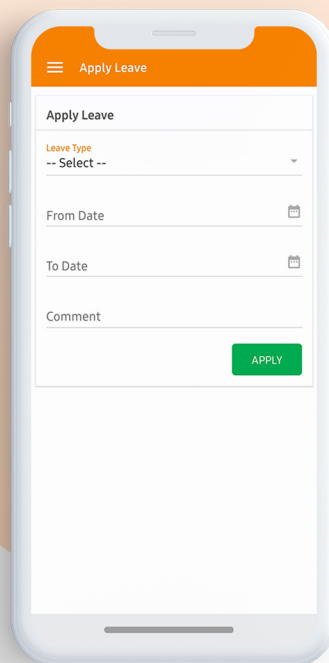 Apply Leave
Apply Leave
Leave Type
-- Select --
From Date
To Date
Comment
APPLY